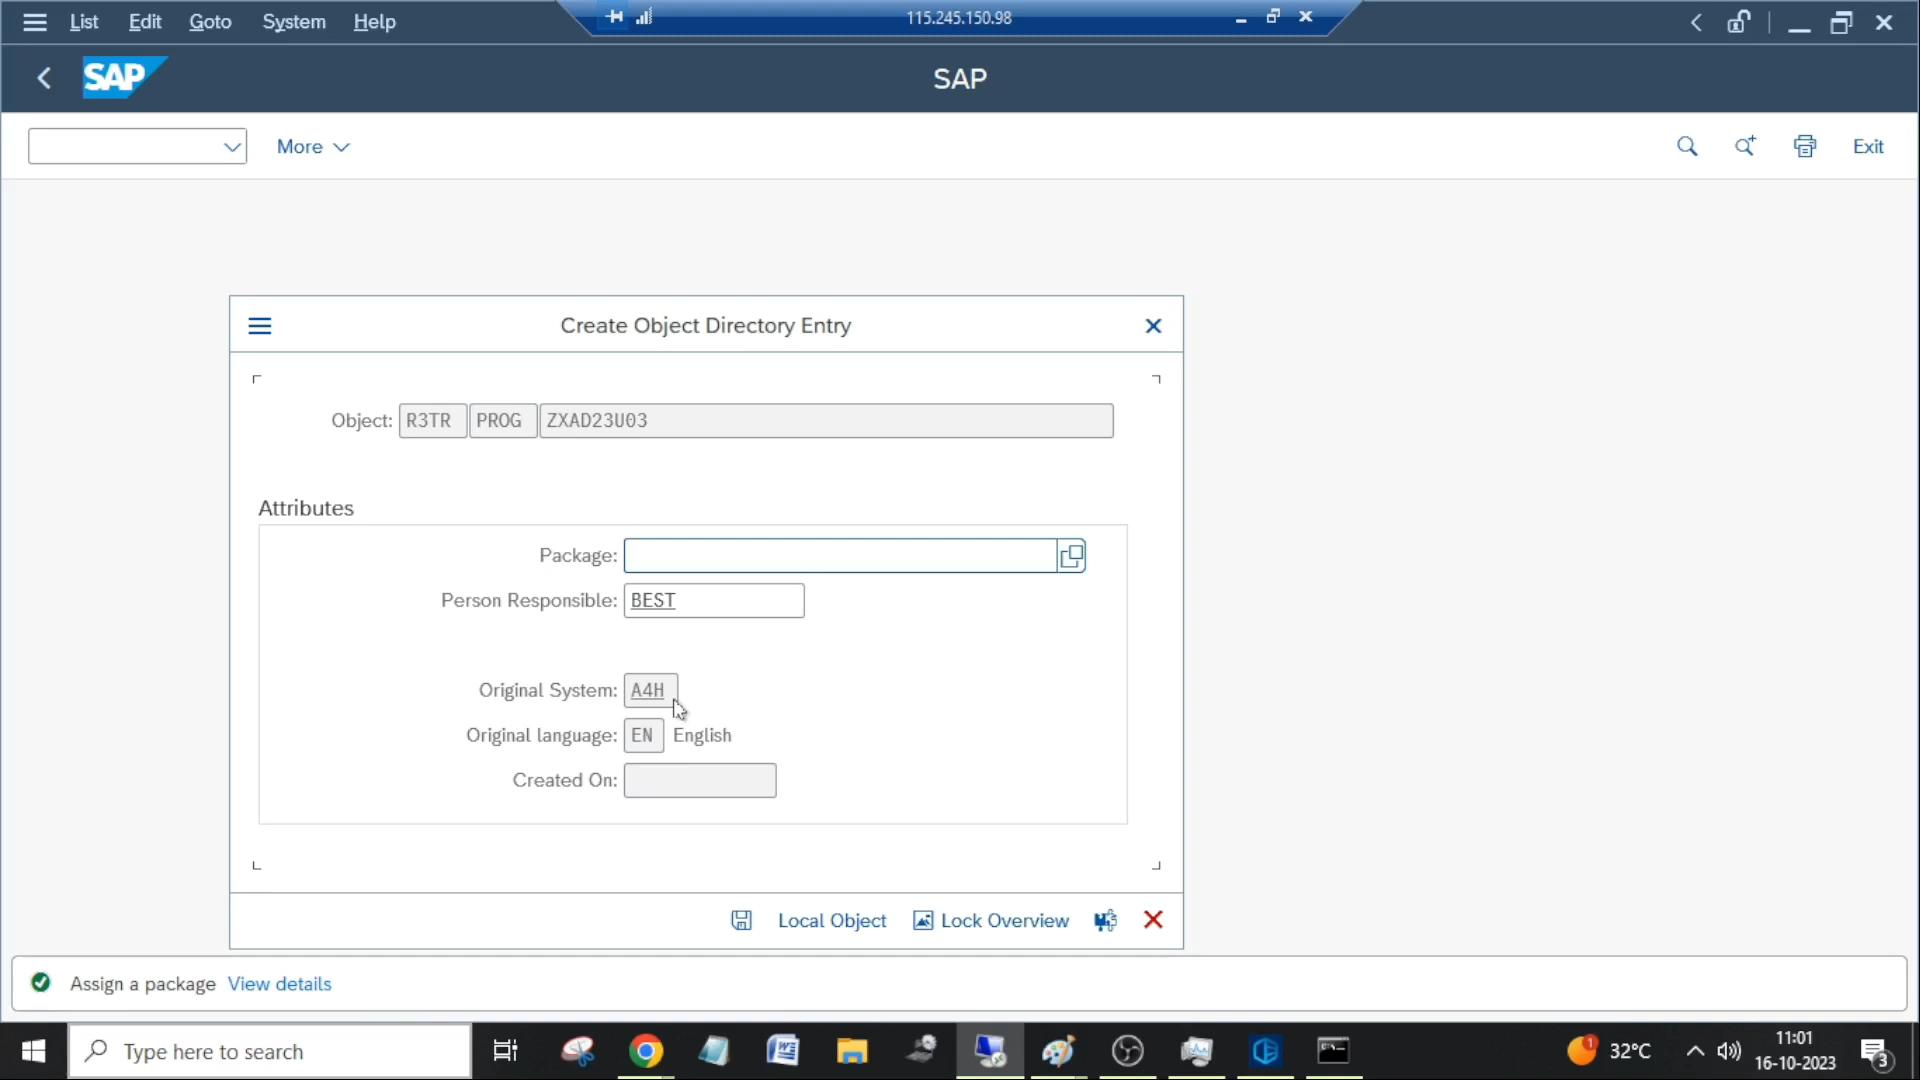 List Edit Goto System Help 115.245.150.98
SAP SAP
More Exit
Create Object Directory Entry
Object: R3TR PROG ZXAD23U03
Attributes
Package:
Person Responsible: BEST
Original System: A4H
Original language: EN English
Created On:
Local Object Lock Overview
Assign a package View details
Type here to search 1 32°C 11:01
16-10-2023 3